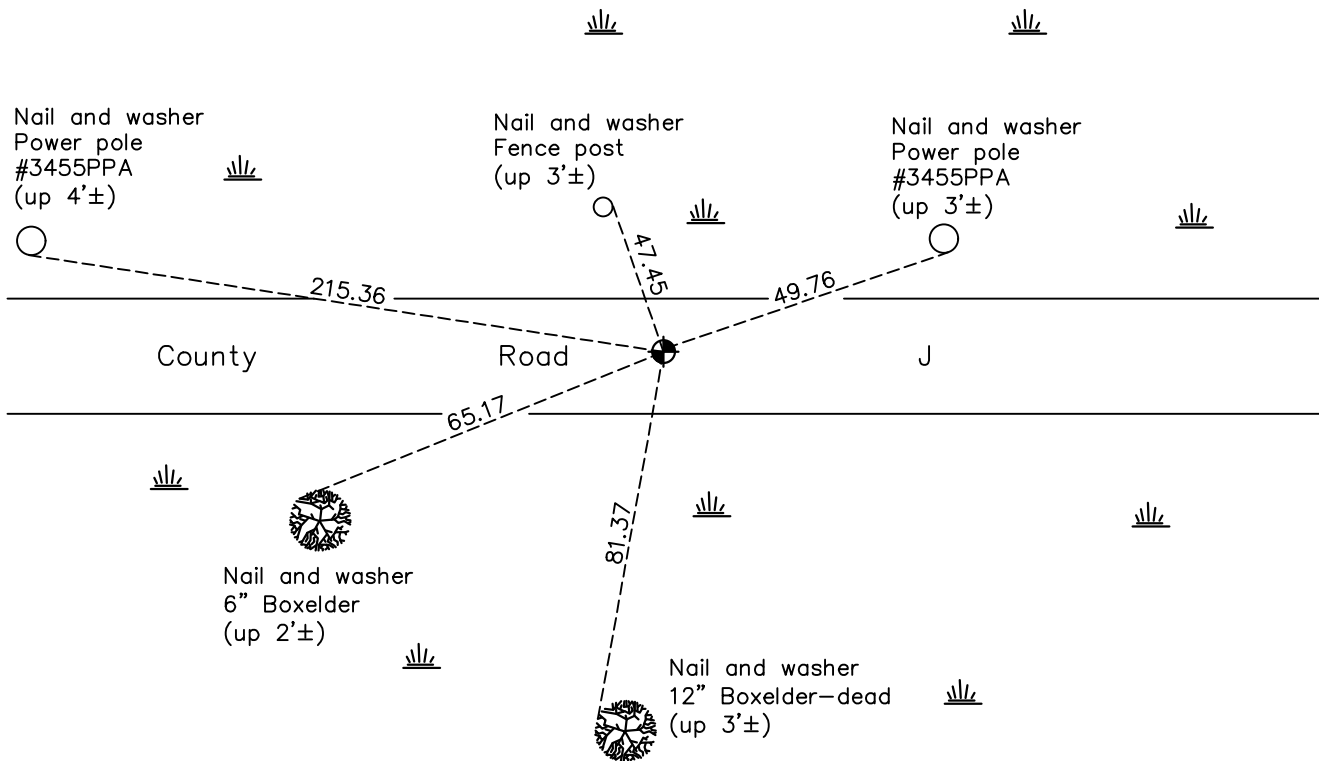 Nail and washer
Power pole
#3455PPA
(up 4'±)
Nail and washer
Fence post
(up 3'±)
Nail and washer
Power pole
#3455PPA
(up 3'±)
215.36
47.45
49.76
County Road J
65.17
81.37
Nail and washer
6" Boxelder
(up 2'±)
Nail and washer
12" Boxelder-dead
(up 3'±)